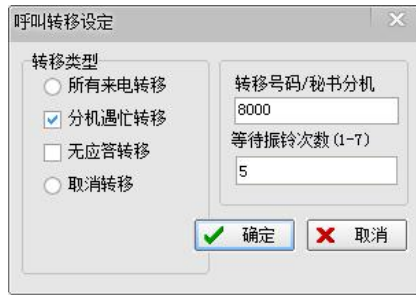 呼叫转移设定
转移类型
所有来电转移
分机遇忙转移
无应答转移
取消转移
转移号码/秘书分机
8000
等待振铃次数(1-7)
5
确定
取消